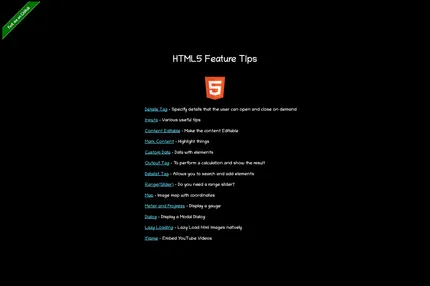 Fork me on GitHub
HTML5 Feature Tips
5
Details Tag - Specify details that the user can open and close on demand
Inputs - Various useful tips
Content Editable - Make the content Editable
Mark Content - Highlight things
Custom Data - Data with elements
Output Tag - To perform a calculation and show the result
Datalist Tag - Allows you to search and add elements
Range(Slider) - Do you need a range slider?
Map - Image map with coordinates
Meter and Progress - Display a gauge
Dialog - Display a Modal Dialog
Lazy Loading - Lazy Load Html Images natively
IFrame - Embed YouTube Videos